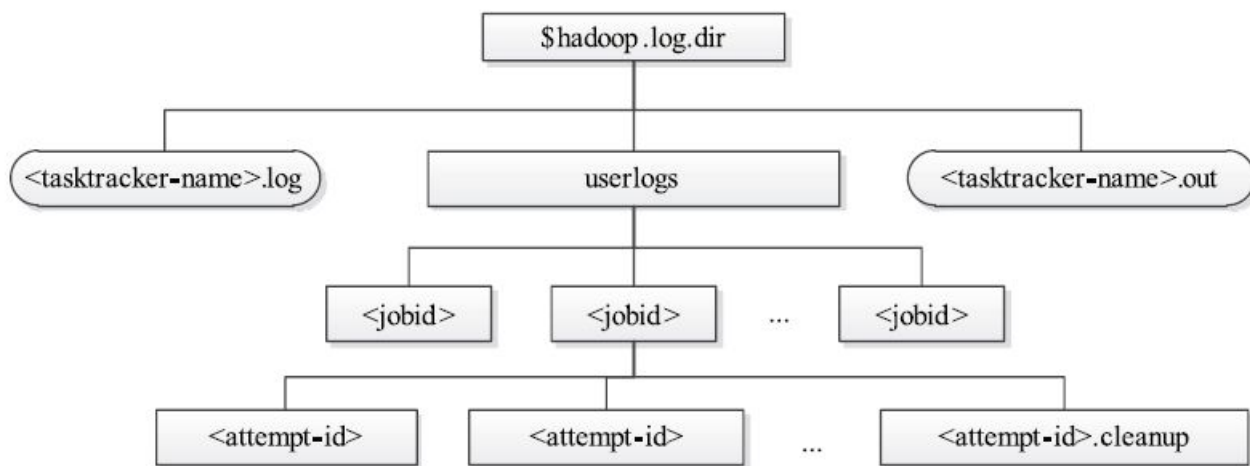 $hadoop.log.dir
<tasktracker-name>.log
userlogs
<tasktracker-name>.out
<jobid>
<jobid>
...
<jobid>
<attempt-id>
<attempt-id>
...
<attempt-id>.cleanup